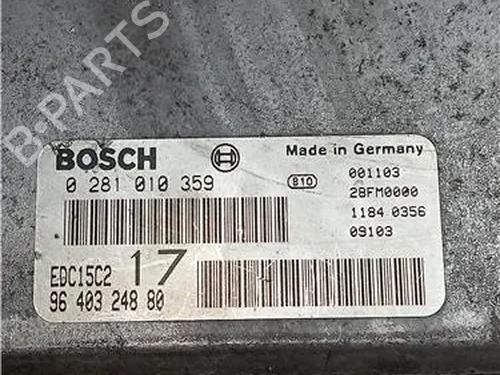 B-PARTS
BOSCH
Made in Germany
0 281 010 359
810
001103
28FM0000
1184 0356
09103
EDC15C2
17
96 403 248 80